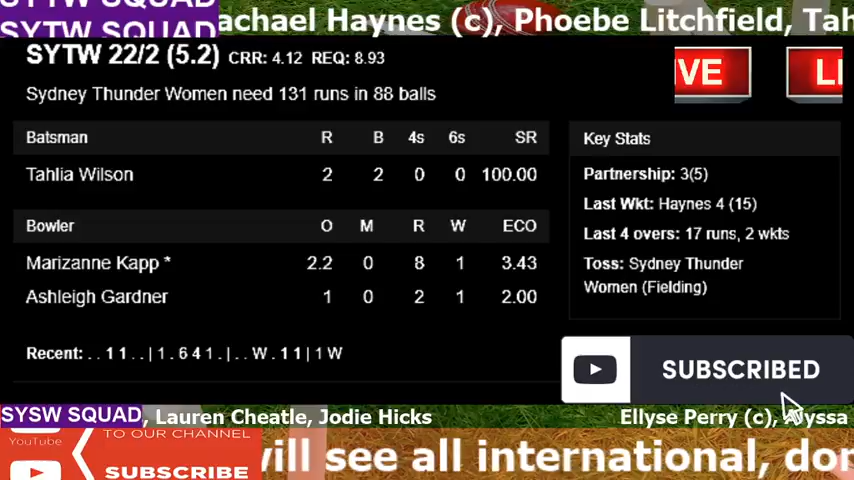 SYTW SQUAD
SYTW SQUAD
achael Haynes (c), Phoebe Litchfield, Tah
SYTW 22/2 (5.2) CRR: 4.12 REQ: 8.93
VE
LI
Sydney Thunder Women need 131 runs in 88 balls
Batsman R B 4s 6s SR
Tahlia Wilson 2 2 0 0 100.00
Bowler O M R W ECO
Marizanne Kapp * 2.2 0 8 1 3.43
Ashleigh Gardner 1 0 2 1 2.00
Recent: . . 1 1 . . | 1 . 6 4 1 . | . . W . 1 1 | 1 W
Key Stats
Partnership: 3(5)
Last Wkt: Haynes 4 (15)
Last 4 overs: 17 runs, 2 wkts
Toss: Sydney Thunder
Women (Fielding)
SUBSCRIBED
SYSW SQUAD , Lauren Cheatle, Jodie Hicks
Ellyse Perry (c), Alyssa
YouTube
TO OUR CHANNEL
SUBSCRIBE
will see all international, dom